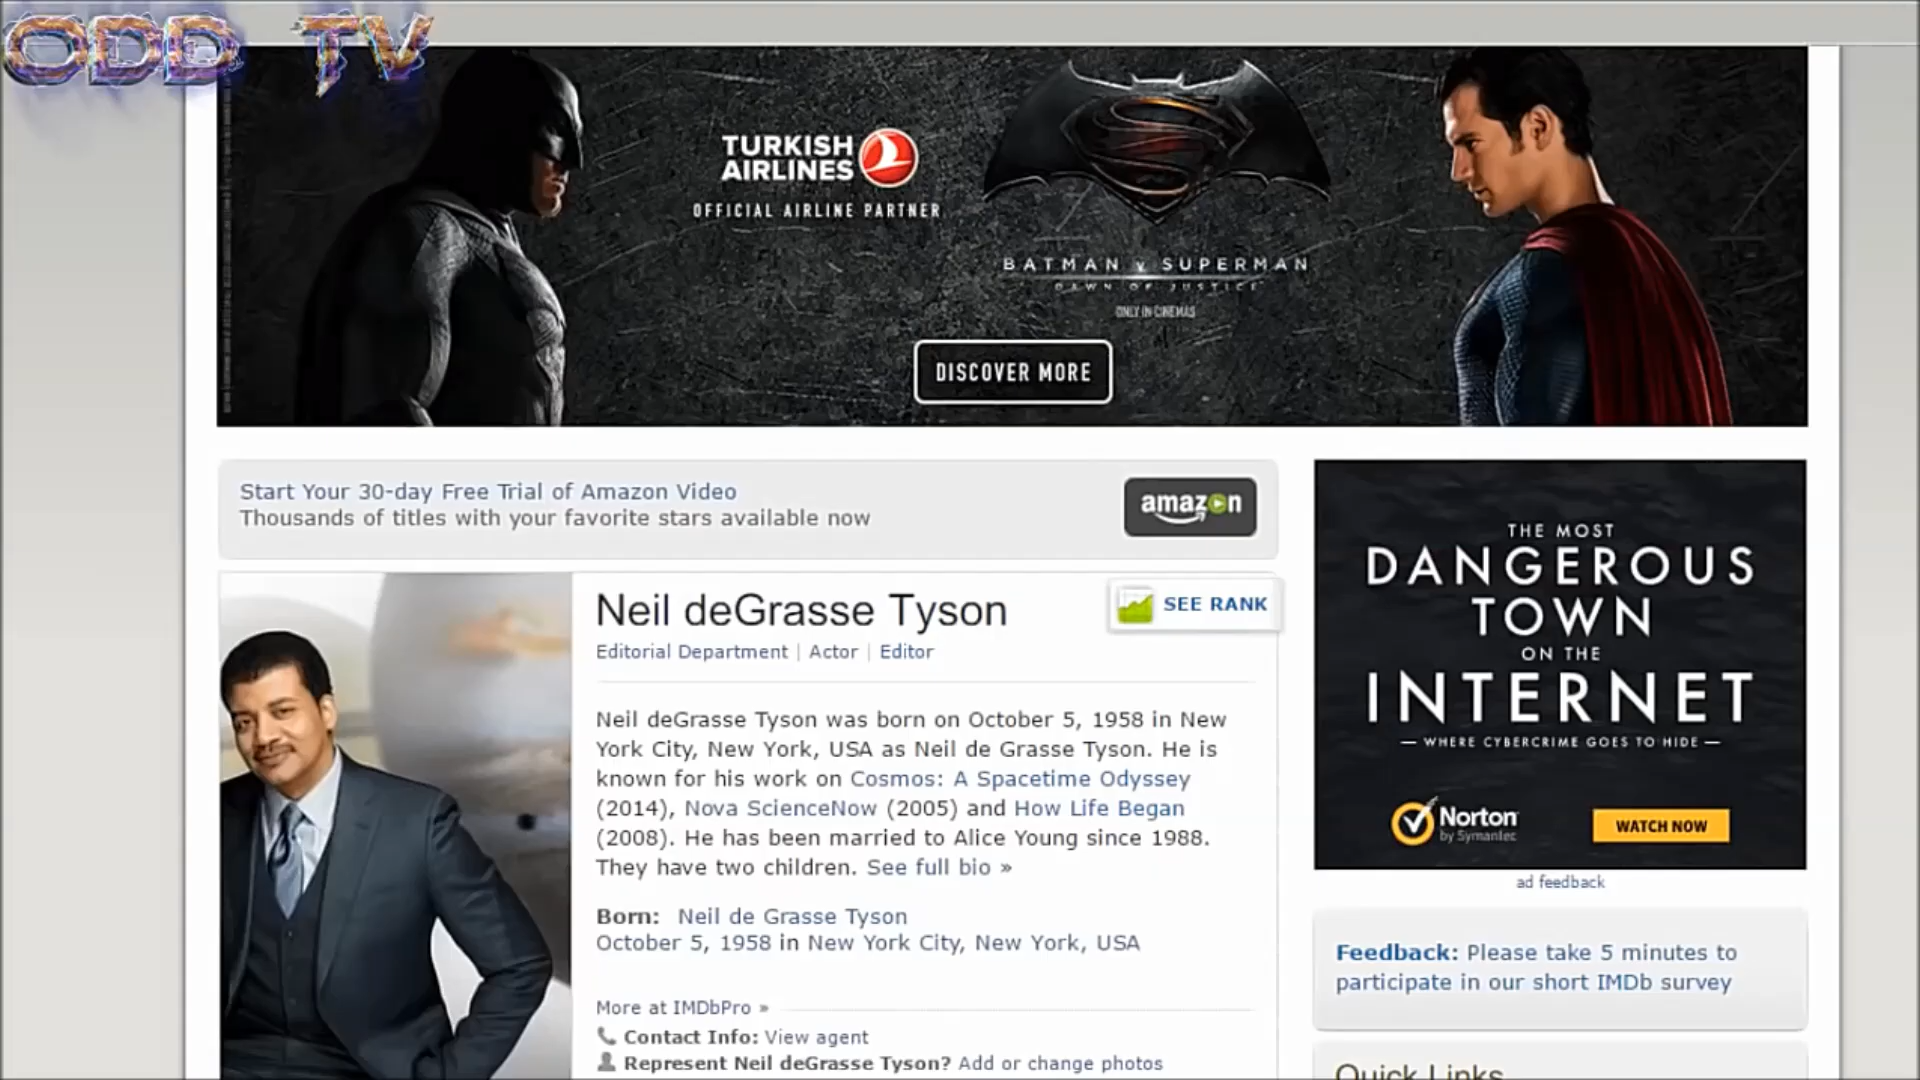 ODD TV
TURKISH
AIRLINES
OFFICIAL AIRLINE PARTNER
BATMAN v SUPERMAN
DAWN OF JUSTICE
ONLY IN CINEMAS
DISCOVER MORE
Start Your 30-day Free Trial of Amazon Video
Thousands of titles with your favorite stars available now
amazon
Neil deGrasse Tyson
SEE RANK
Editorial Department | Actor | Editor
Neil deGrasse Tyson was born on October 5, 1958 in New
York City, New York, USA as Neil de Grasse Tyson. He is
known for his work on Cosmos: A Spacetime Odyssey
(2014), Nova ScienceNow (2005) and How Life Began
(2008). He has been married to Alice Young since 1988.
They have two children. See full bio »
Born: Neil de Grasse Tyson
October 5, 1958 in New York City, New York, USA
More at IMDbPro »
Contact Info: View agent
Represent Neil deGrasse Tyson? Add or change photos
THE MOST
DANGEROUS
TOWN
ON THE
INTERNET
— WHERE CYBERCRIME GOES TO HIDE —
Norton
by Symantec
WATCH NOW
ad feedback
Feedback: Please take 5 minutes to
participate in our short IMDb survey
Quick Links